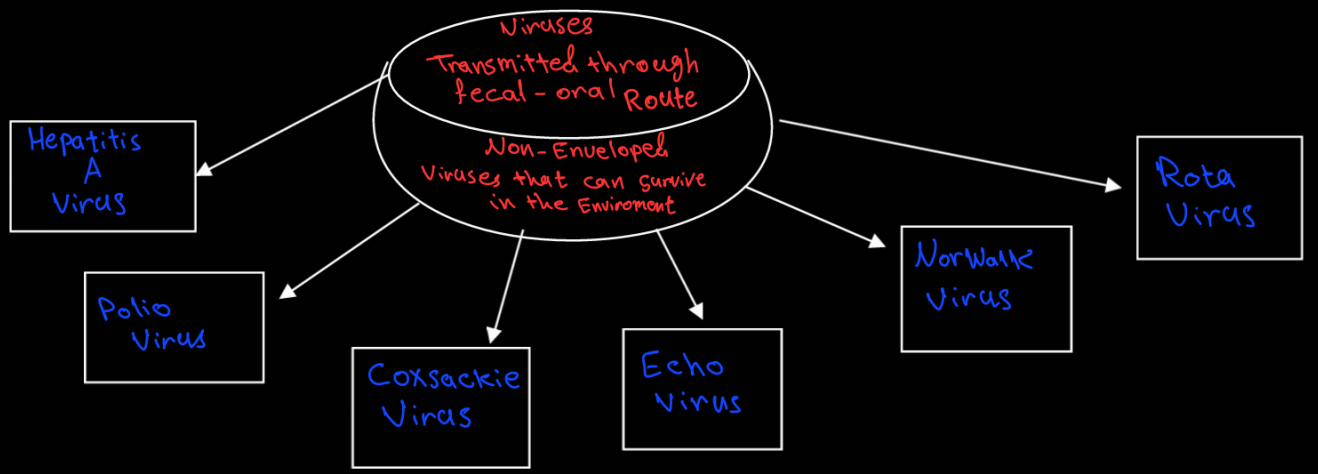 Viruses
Transmitted through
fecal-oral Route
Non-Enveloped
Viruses that can survive
in the Enviroment
Hepatitis
A
Virus
Polio
Virus
Coxsackie
Virus
Echo
Virus
NorWalk
Virus
Rota
Virus